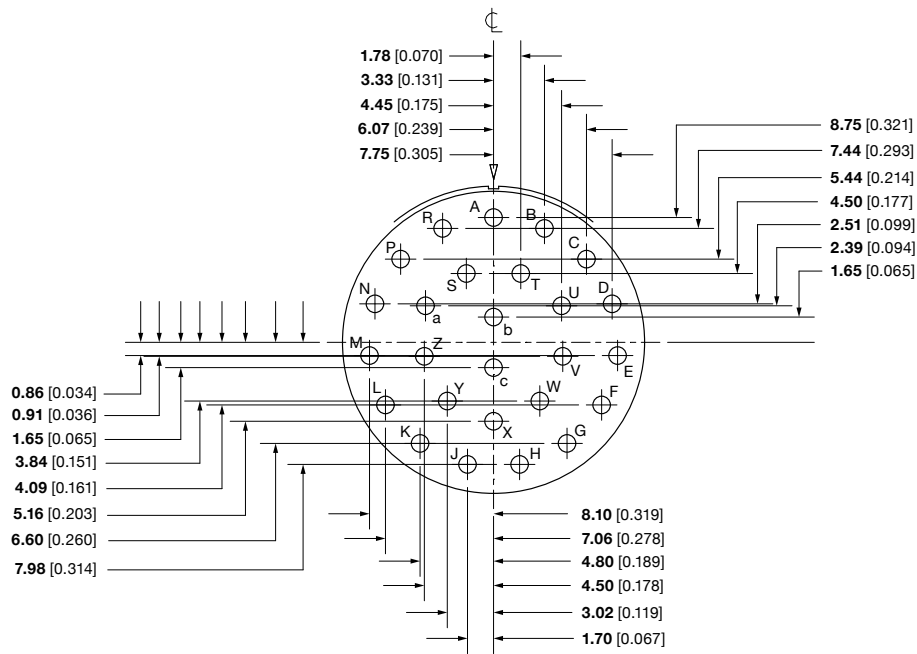 ℄
1.78 [0.070]
3.33 [0.131]
4.45 [0.175]
6.07 [0.239]
7.75 [0.305]
8.75 [0.321]
7.44 [0.293]
5.44 [0.214]
4.50 [0.177]
2.51 [0.099]
2.39 [0.094]
1.65 [0.065]
A
R B
P C
S T
N a U D
b
M Z V E
c
L Y W F
X
K G
J H
0.86 [0.034]
0.91 [0.036]
1.65 [0.065]
3.84 [0.151]
4.09 [0.161]
5.16 [0.203]
6.60 [0.260]
7.98 [0.314]
8.10 [0.319]
7.06 [0.278]
4.80 [0.189]
4.50 [0.178]
3.02 [0.119]
1.70 [0.067]